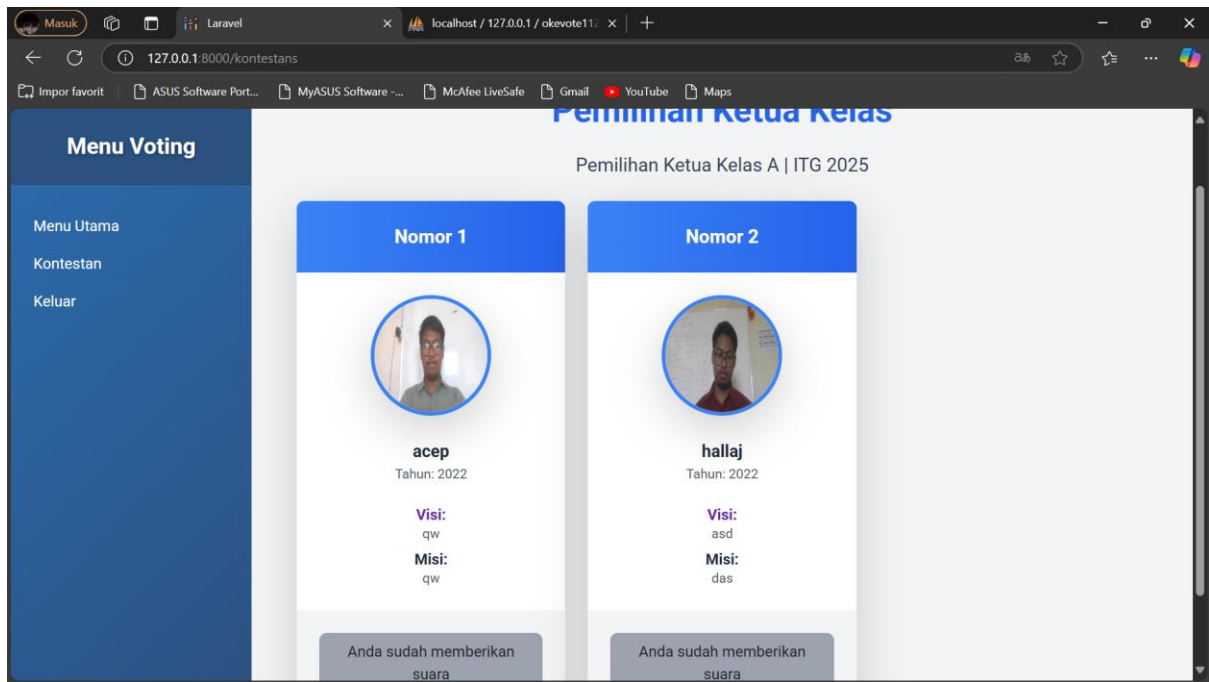 Masuk
Laravel
localhost / 127.0.0.1 / okevote112
127.0.0.1:8000/kontestans
Impor favorit
ASUS Software Port...
MyASUS Software -...
McAfee LiveSafe
Gmail
YouTube
Maps
Menu Voting
Menu Utama
Kontestan
Keluar
Pemilihan Ketua Kelas
Pemilihan Ketua Kelas A | ITG 2025
Nomor 1
acep
Tahun: 2022
Visi:
qw
Misi:
qw
Anda sudah memberikan
suara
Nomor 2
hallaj
Tahun: 2022
Visi:
asd
Misi:
das
Anda sudah memberikan
suara